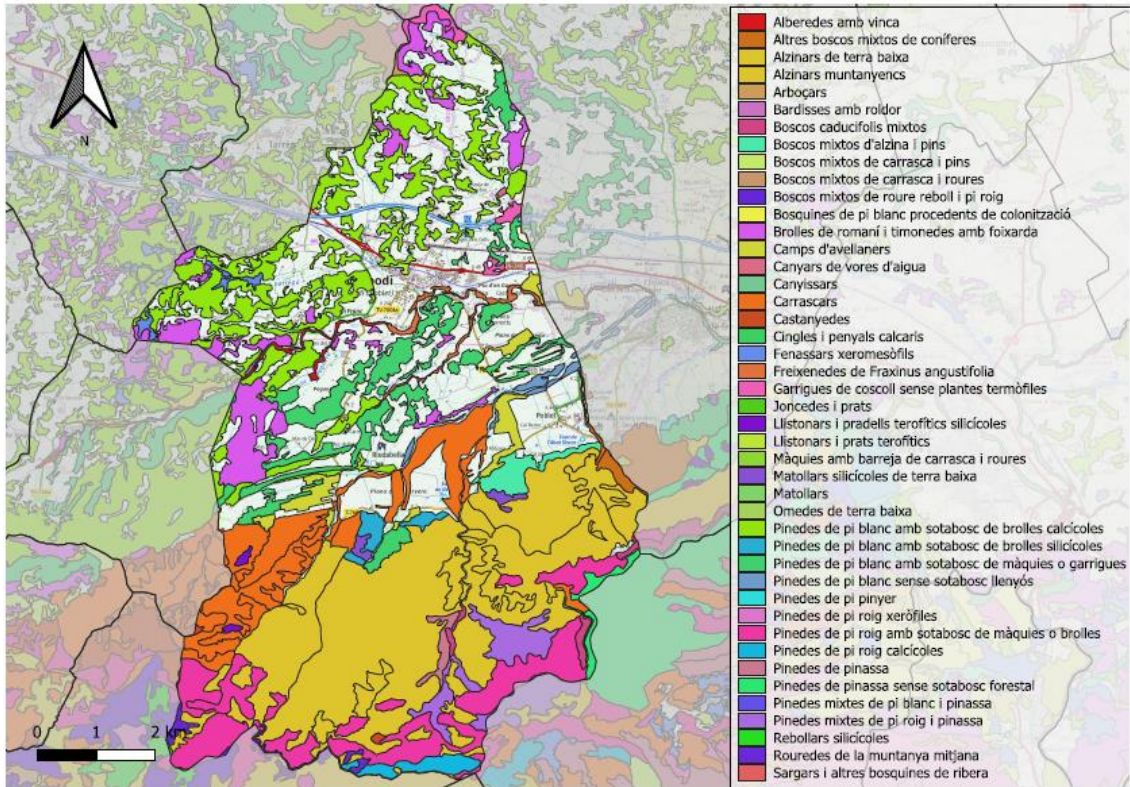 N
odi
Poblet
Riudabella
0 1 2 km
Alberedes amb vinca
Altres boscos mixtos de coníferes
Alzinars de terra baixa
Alzinars muntanyencs
Arboçars
Bardisses amb roldor
Boscos caducifolis mixtos
Boscos mixtos d'alzina i pins
Boscos mixtos de carrasca i pins
Boscos mixtos de carrasca i roures
Boscos mixtos de roure reboll i pi roig
Bosquines de pi blanc procedents de colonització
Brolles de romaní i timonedes amb foixarda
Camps d'avellaners
Canyars de vores d'aigua
Canyissars
Carrascars
Castanyedes
Cingles i penyals calcaris
Fenassars xeromesòfils
Freixenedes de Fraxinus angustifolia
Garrigues de coscoll sense plantes termòfiles
Joncedes i prats
Llistonars i pradells terofítics silicícoles
Llistonars i prats terofítics
Màquies amb barreja de carrasca i roures
Matollars silicícoles de terra baixa
Matollars
Omedes de terra baixa
Pinedes de pi blanc amb sotabosc de brolles calcícoles
Pinedes de pi blanc amb sotabosc de brolles silicícoles
Pinedes de pi blanc amb sotabosc de màquies o garrigues
Pinedes de pi blanc sense sotabosc llenyós
Pinedes de pi pinyer
Pinedes de pi roig xeròfiles
Pinedes de pi roig amb sotabosc de màquies o brolles
Pinedes de pi roig calcícoles
Pinedes de pinassa
Pinedes de pinassa sense sotabosc forestal
Pinedes mixtes de pi blanc i pinassa
Pinedes mixtes de pi roig i pinassa
Rebollars silicícoles
Rouredes de la muntanya mitjana
Sargars i altres bosquines de ribera